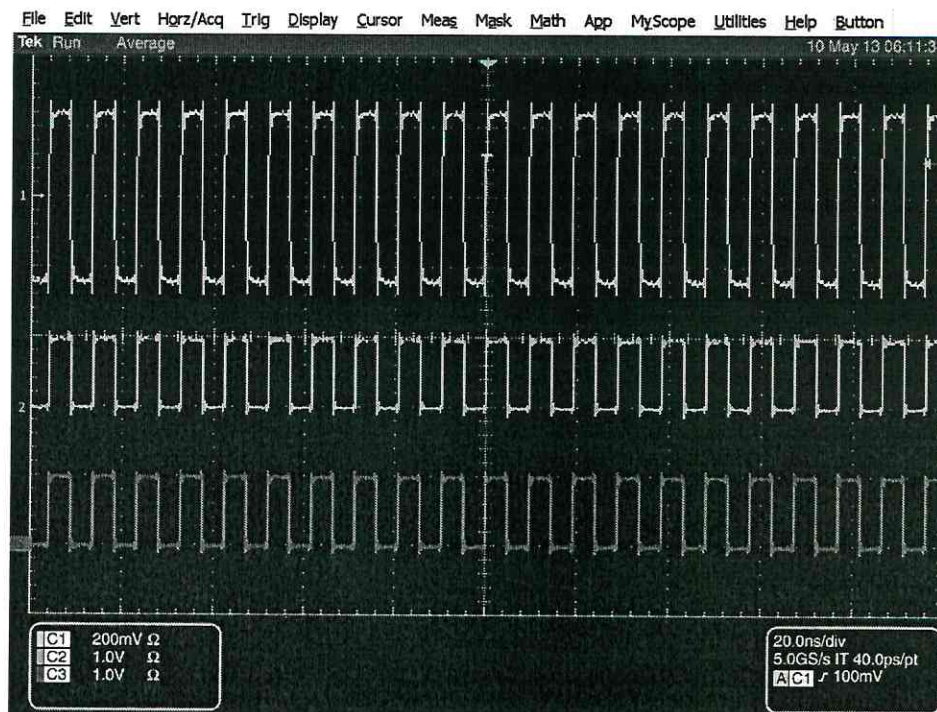 File Edit Vert Horz/Acq Trig Display Cursor Meas Mask Math App MyScope Utilities Help Button
Tek Run Average 10 May 13 06:11:3
1
2
C1 200mV Ω
C2 1.0V Ω
C3 1.0V Ω
20.0ns/div
5.0GS/s IT 40.0ps/pt
A C1 ƒ 100mV